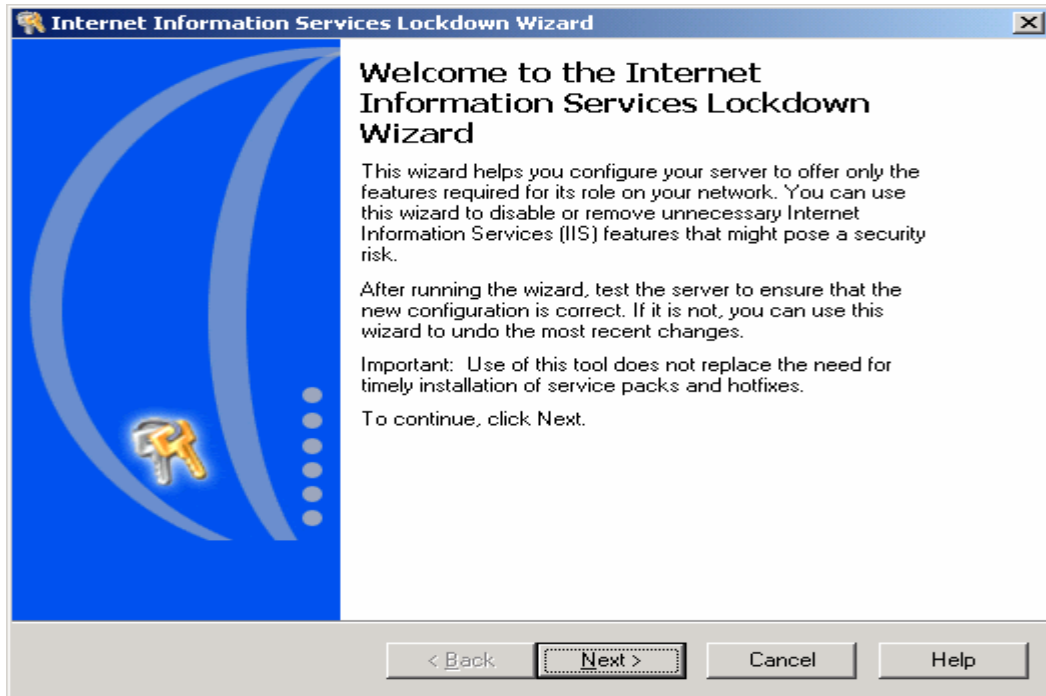 Internet Information Services Lockdown Wizard
Welcome to the Internet
Information Services Lockdown
Wizard
This wizard helps you configure your server to offer only the
features required for its role on your network. You can use
this wizard to disable or remove unnecessary Internet
Information Services (IIS) features that might pose a security
risk.
After running the wizard, test the server to ensure that the
new configuration is correct. If it is not, you can use this
wizard to undo the most recent changes.
Important: Use of this tool does not replace the need for
timely installation of service packs and hotfixes.
To continue, click Next.
< Back
Next >
Cancel
Help